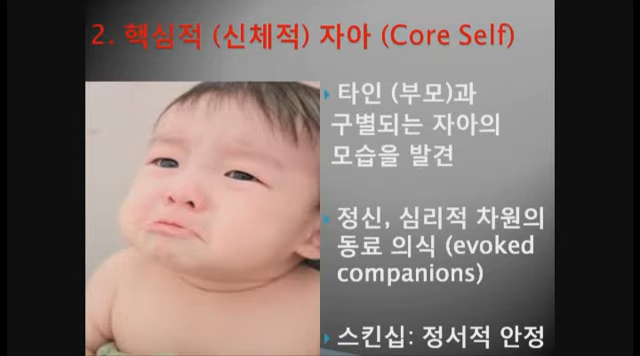 2. 핵심적 (신체적) 자아 (Core Self)
타인 (부모)과
구별되는 자아의
모습을 발견
정신, 심리적 차원의
동료 의식 (evoked
companions)
스킨십: 정서적 안정